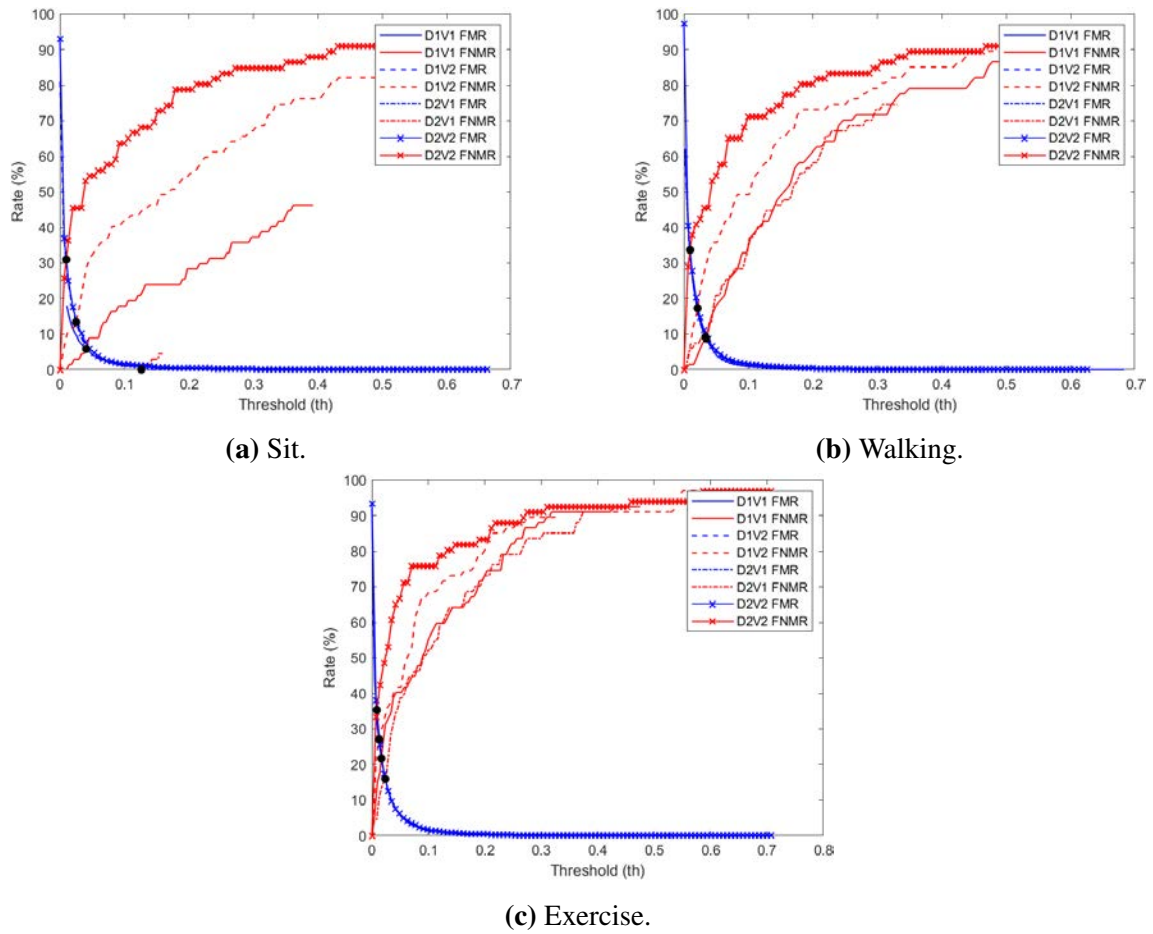 100
90
80
70
60
50
40
30
20
10
0
Rate (%)
D1V1 FMR
D1V1 FNMR
D1V2 FMR
D1V2 FNMR
D2V1 FMR
D2V1 FNMR
D2V2 FMR
D2V2 FNMR
0 0.1 0.2 0.3 0.4 0.5 0.6 0.7
Threshold (th)
(a) Sit.
100
90
80
70
60
50
40
30
20
10
0
Rate (%)
D1V1 FMR
D1V1 FNMR
D1V2 FMR
D1V2 FNMR
D2V1 FMR
D2V1 FNMR
D2V2 FMR
D2V2 FNMR
0 0.1 0.2 0.3 0.4 0.5 0.6 0.7
Threshold (th)
(b) Walking.
100
90
80
70
60
50
40
30
20
10
0
Rate (%)
D1V1 FMR
D1V1 FNMR
D1V2 FMR
D1V2 FNMR
D2V1 FMR
D2V1 FNMR
D2V2 FMR
D2V2 FNMR
0 0.1 0.2 0.3 0.4 0.5 0.6 0.7 0.8
Threshold (th)
(c) Exercise.